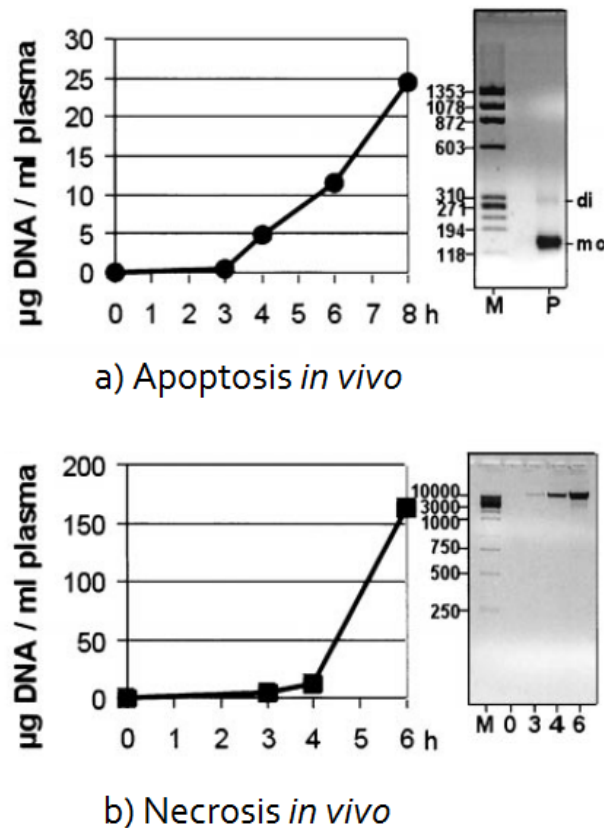 µg DNA / ml plasma
30
25
20
15
10
5
0
0 1 2 3 4 5 6 7 8 h
1353
1078
872
603
310
271
194
118
di
mo
M P
a) Apoptosis in vivo
µg DNA / ml plasma
200
150
100
50
0
0 1 2 3 4 6 h
10000
3000
1000
750
500
250
M 0 3 4 6
b) Necrosis in vivo